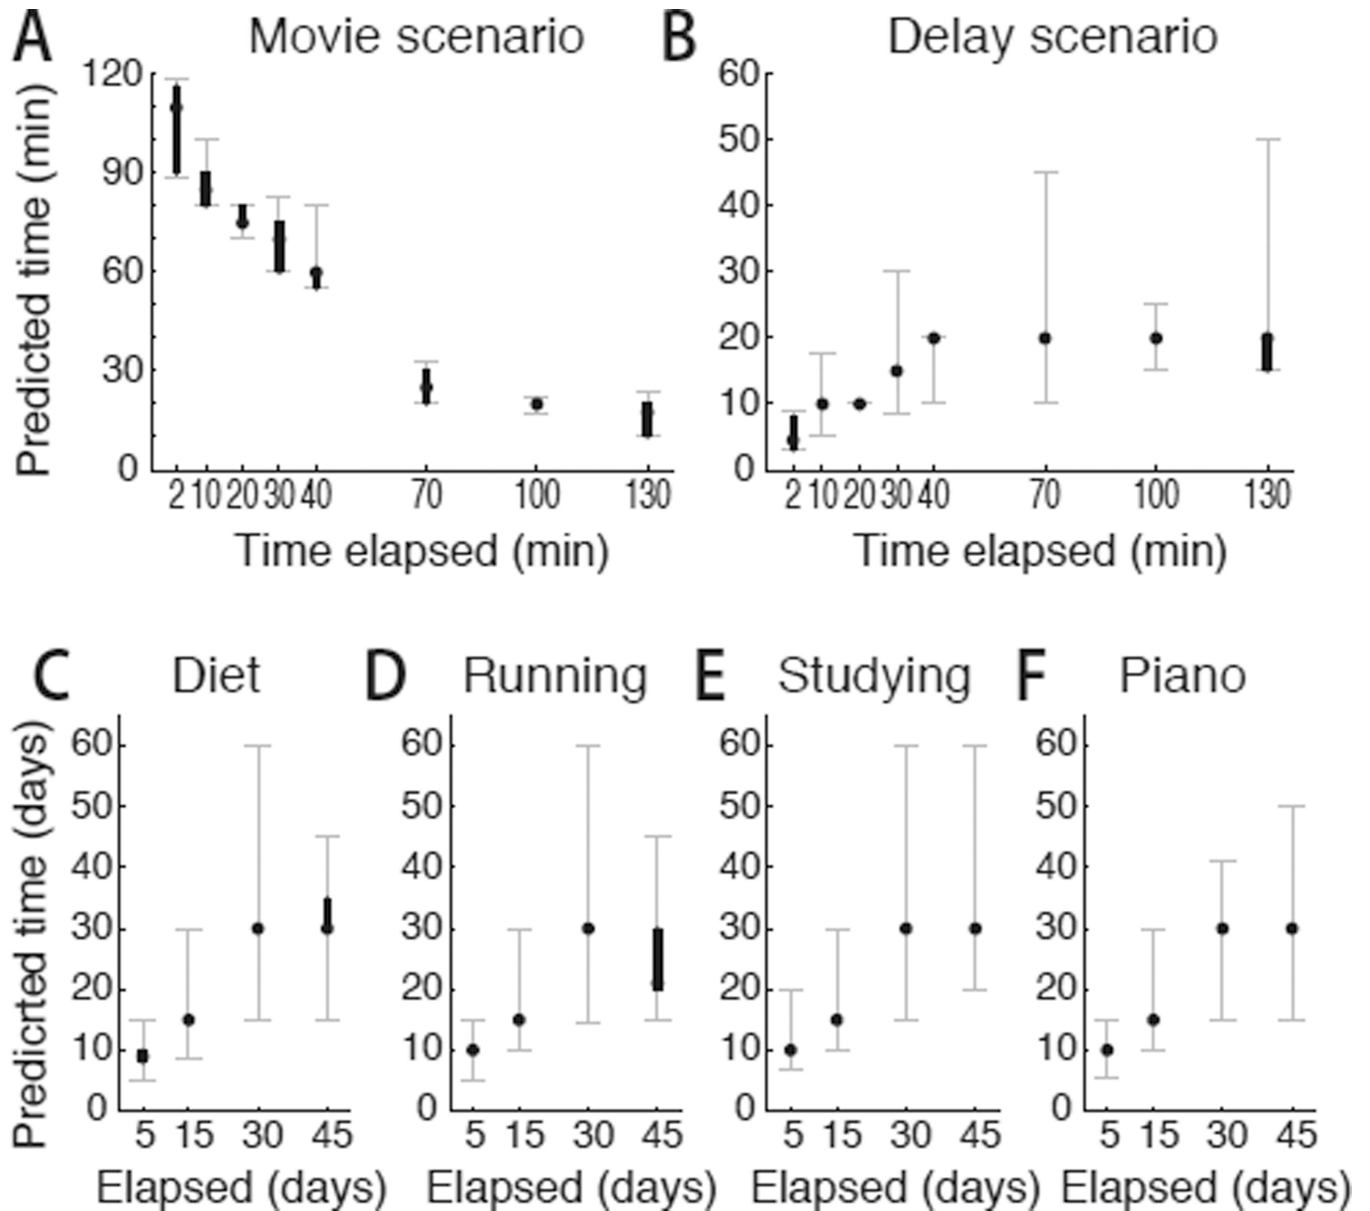 A Movie scenario B Delay scenario
Predicted time (min)
120
90
60
30
0
2 10 20 30 40 70 100 130
Time elapsed (min)
60
50
40
30
20
10
0
2 10 20 30 40 70 100 130
Time elapsed (min)
C Diet D Running E Studying F Piano
Predicrted time (days)
60
50
40
30
20
10
0
5 15 30 45
Elapsed (days)
60
50
40
30
20
10
0
5 15 30 45
Elapsed (days)
60
50
40
30
20
10
0
5 15 30 45
Elapsed (days)
60
50
40
30
20
10
0
5 15 30 45
Elapsed (days)